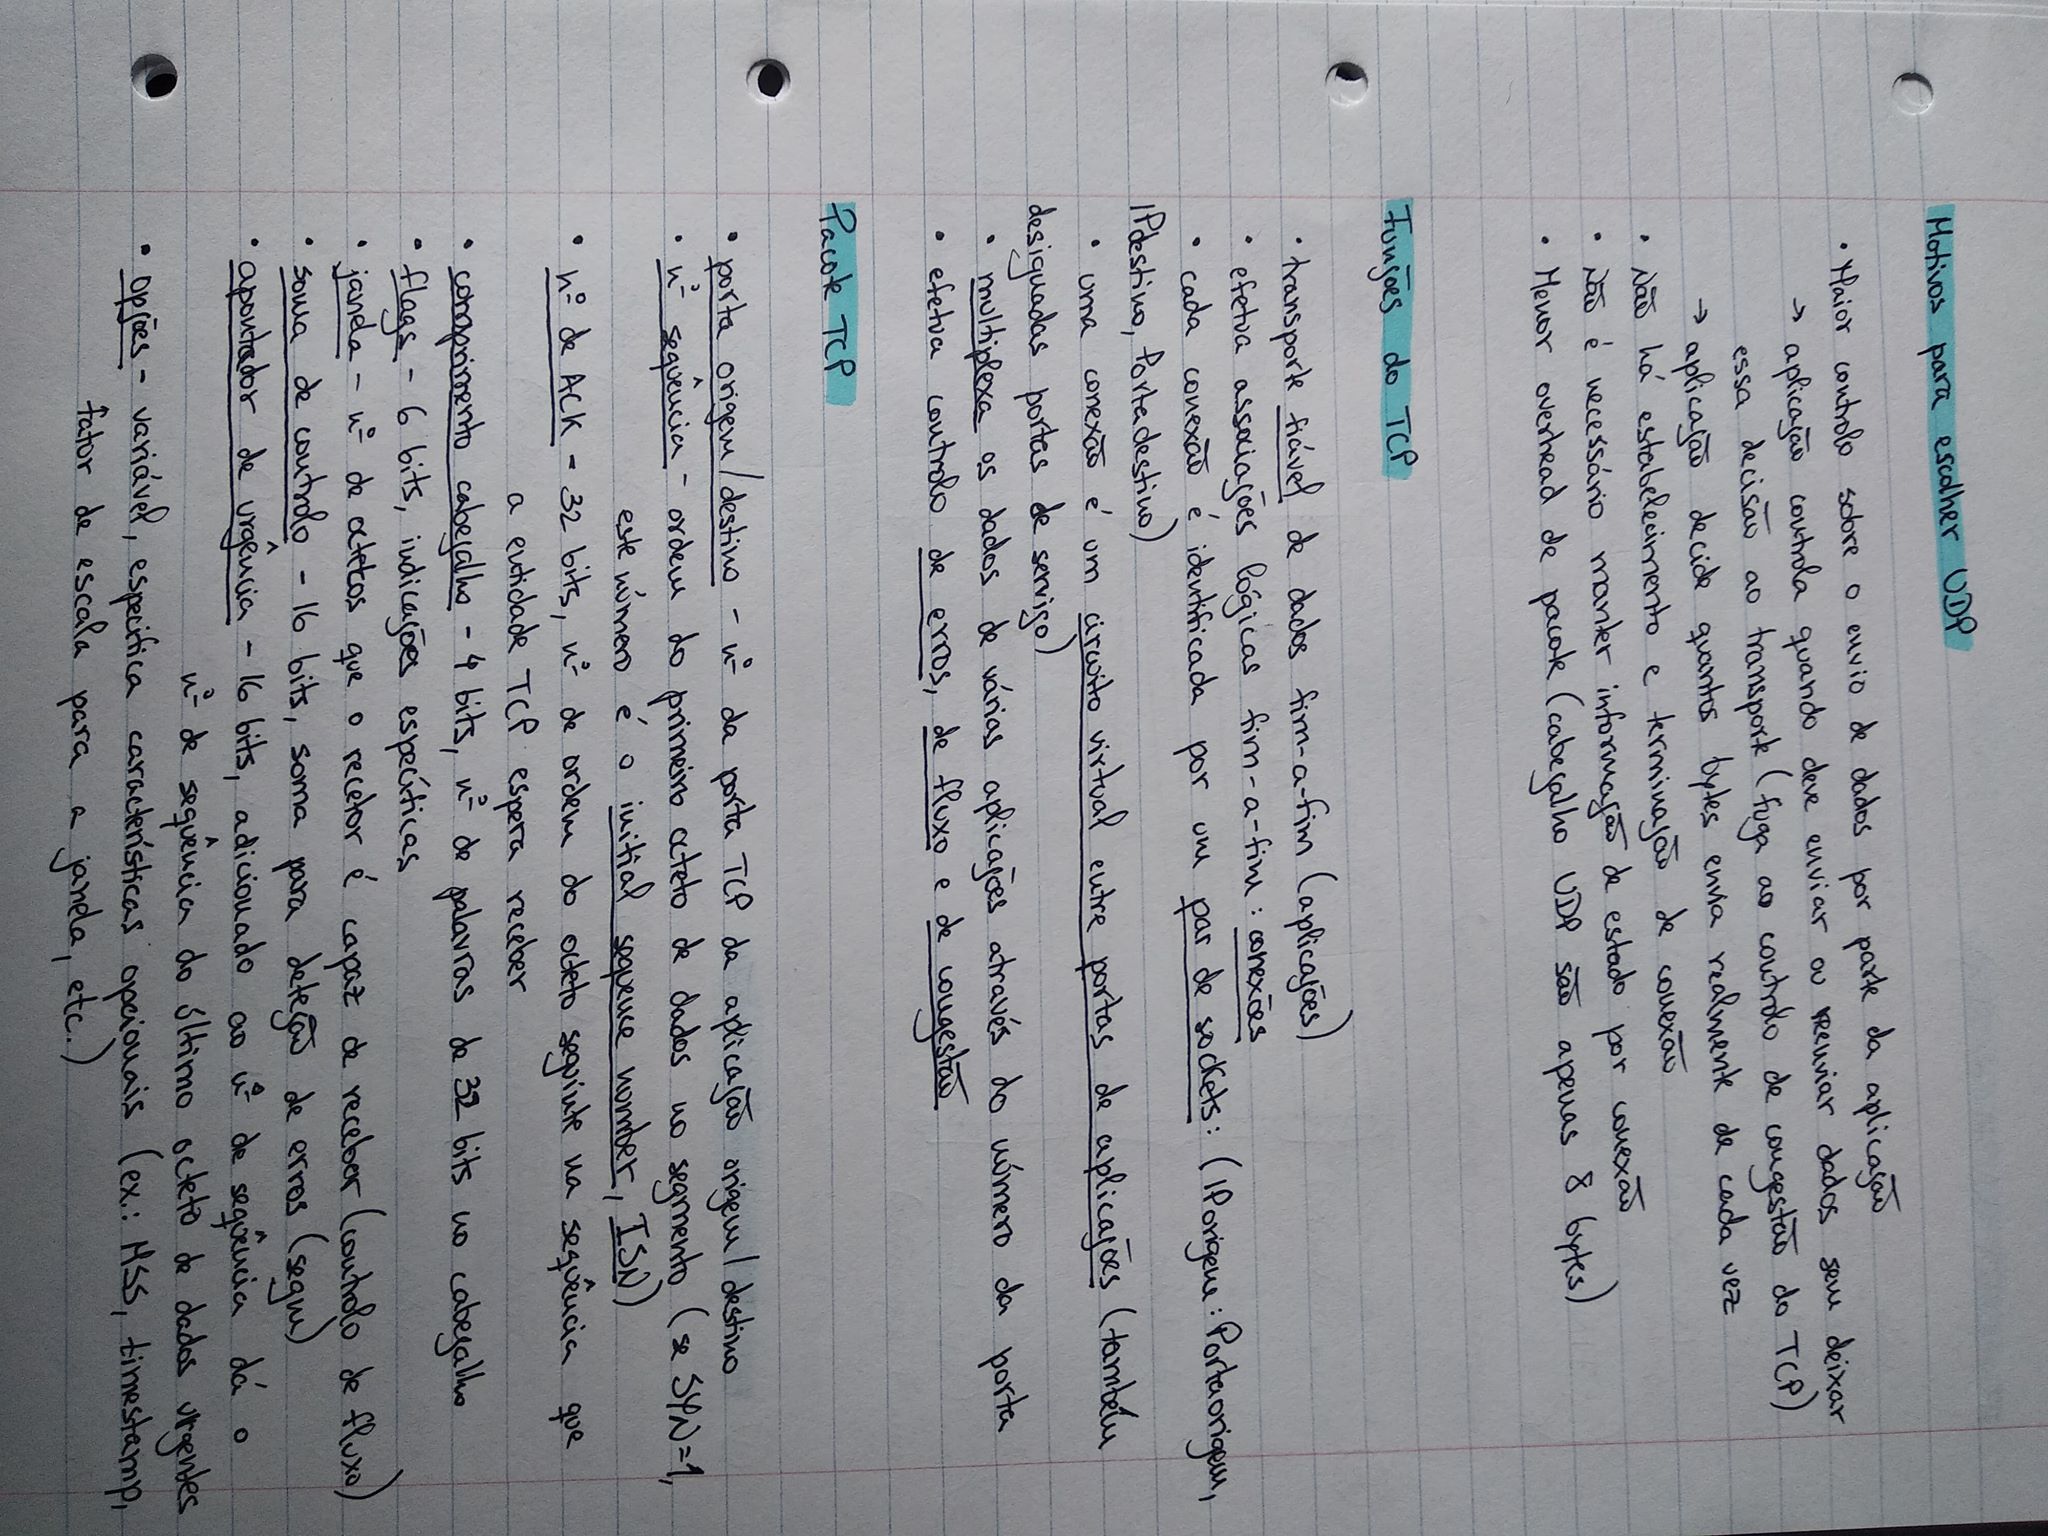 Motivos para escolher UDP
• Maior controlo sobre o envio de dados por parte da aplicação
→ aplicação controla quando deve enviar ou reenviar dados sem deixar
essa decisão ao transporte (fuga ao controlo de congestão do TCP)
→ aplicação decide quantos bytes envia realmente de cada vez
• Não há estabelecimento e terminação de conexão
• Não é necessário manter informação de estado por conexão
• Menor overhead de pacote (cabeçalho UDP são apenas 8 bytes)
Funções do TCP
• transporte fiável de dados fim-a-fim (aplicações)
• efetua associações lógicas fim-a-fim: conexões
• cada conexão é identificada por um par de sockets: (IPorigem: Portaorigem,
IPdestino, Portadestino)
• uma conexão é um circuito virtual entre portas de aplicações (também
designadas portas de serviço)
• multiplexa os dados de várias aplicações através do número da porta
• efetua controlo de erros, de fluxo e de congestão
Pacote TCP
• porta origem/destino - nº da porta TCP da aplicação origem/destino
• nº sequência - ordem do primeiro octeto de dados no segmento (se SYN=1,
este número é o initial sequence number, ISN)
• nº de ACK - 32 bits, nº de ordem do octeto seguinte na sequência que
a entidade TCP espera receber
• comprimento cabeçalho - 4 bits, nº de palavras de 32 bits no cabeçalho
• flags - 6 bits, indicações específicas
• janela - nº de octetos que o recetor é capaz de receber (controlo de fluxo)
• soma de controlo - 16 bits, soma para deteção de erros (segm)
• apontador de urgência - 16 bits, adicionado ao nº de sequência dá o
nº de sequência do último octeto de dados urgentes
• opções - variável, especifica características opcionais (ex.: MSS, timestamp,
fator de escala para a janela, etc.)